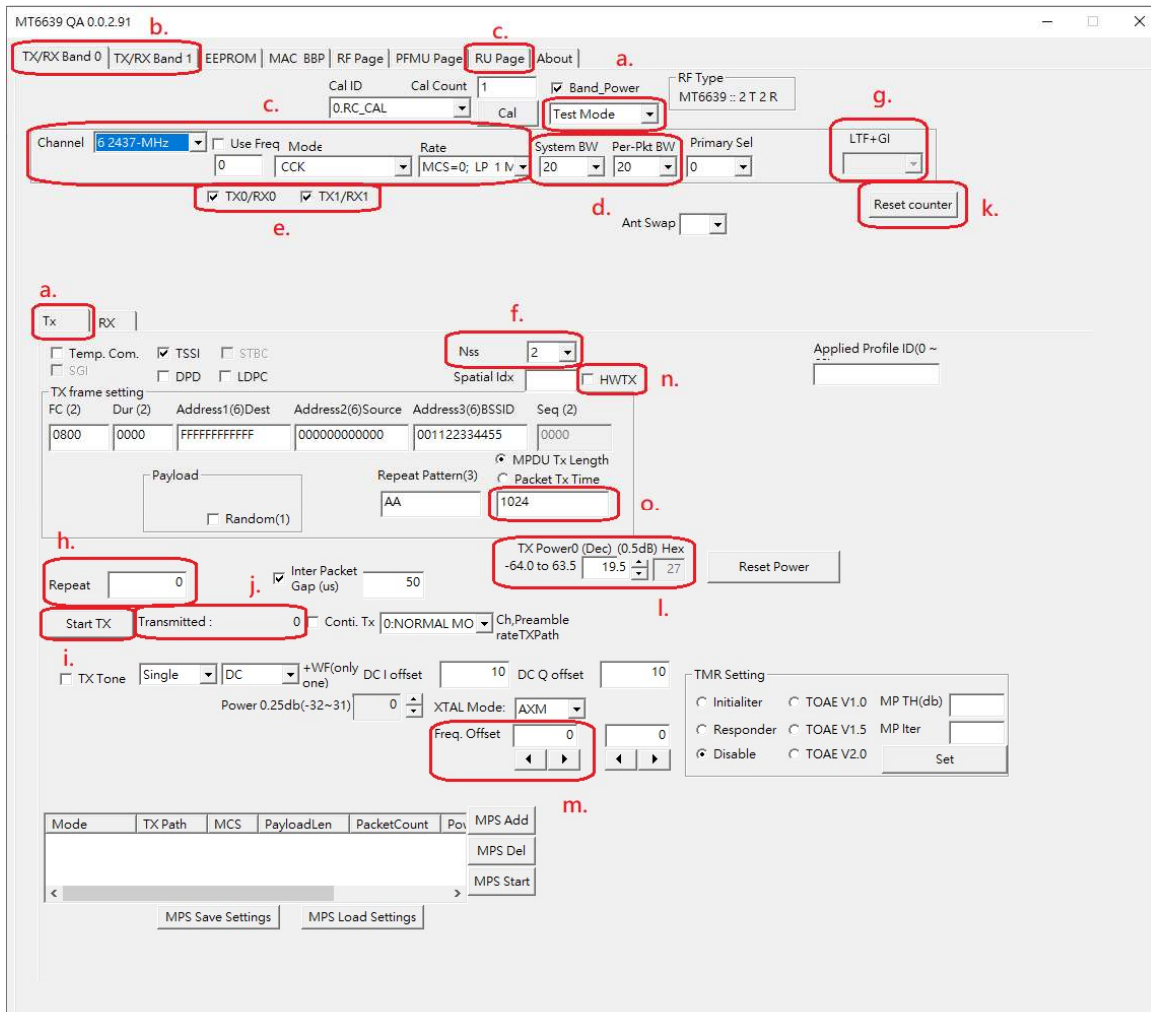 MT6639 QA 0.0.2.91
b.
c.
TX/RX Band 0 TX/RX Band 1 EEPROM MAC BBP RF Page PFMU Page RU Page About
a.
Cal ID Cal Count 1 Band_Power RF Type
MT6639 :: 2 T 2 R
c. 0.RC_CAL Cal Test Mode
g.
Channel 6 2437-MHz Use Freq Mode Rate System BW Per-Pkt BW Primary Sel LTF+GI
0 CCK MCS=0; LP 1 M 20 20 0
TX0/RX0 TX1/RX1 Reset counter k.
e. d. Ant Swap
a.
Tx RX
f.
Temp. Com. TSSI STBC Nss 2 Applied Profile ID(0 ~
SGI DPD LDPC Spatial Idx HWTX n.
TX frame setting
FC (2) Dur (2) Address1(6)Dest Address2(6)Source Address3(6)BSSID Seq (2)
0800 0000 FFFFFFFFFFFF 000000000000 001122334455 0000
MPDU Tx Length
Payload Repeat Pattern(3) Packet Tx Time
AA 1024 o.
Random(1)
h.
TX Power0 (Dec) (0.5dB) Hex
-64.0 to 63.5 19.5 27 Reset Power
Repeat 0 j. Inter Packet
Gap (us) 50
l.
Start TX Transmitted : 0 Conti. Tx 0:NORMAL MO Ch,Preamble
rateTXPath
i.
TX Tone Single DC +WF(only
one) DC I offset 10 DC Q offset 10 TMR Setting
Power 0.25db(-32~31) 0 XTAL Mode: AXM Initialiter TOAE V1.0 MP TH(db)
Freq. Offset 0 0 Responder TOAE V1.5 MP Iter
Disable TOAE V2.0 Set
m.
Mode TX Path MCS PayloadLen PacketCount Pov MPS Add
MPS Del
MPS Start
MPS Save Settings MPS Load Settings